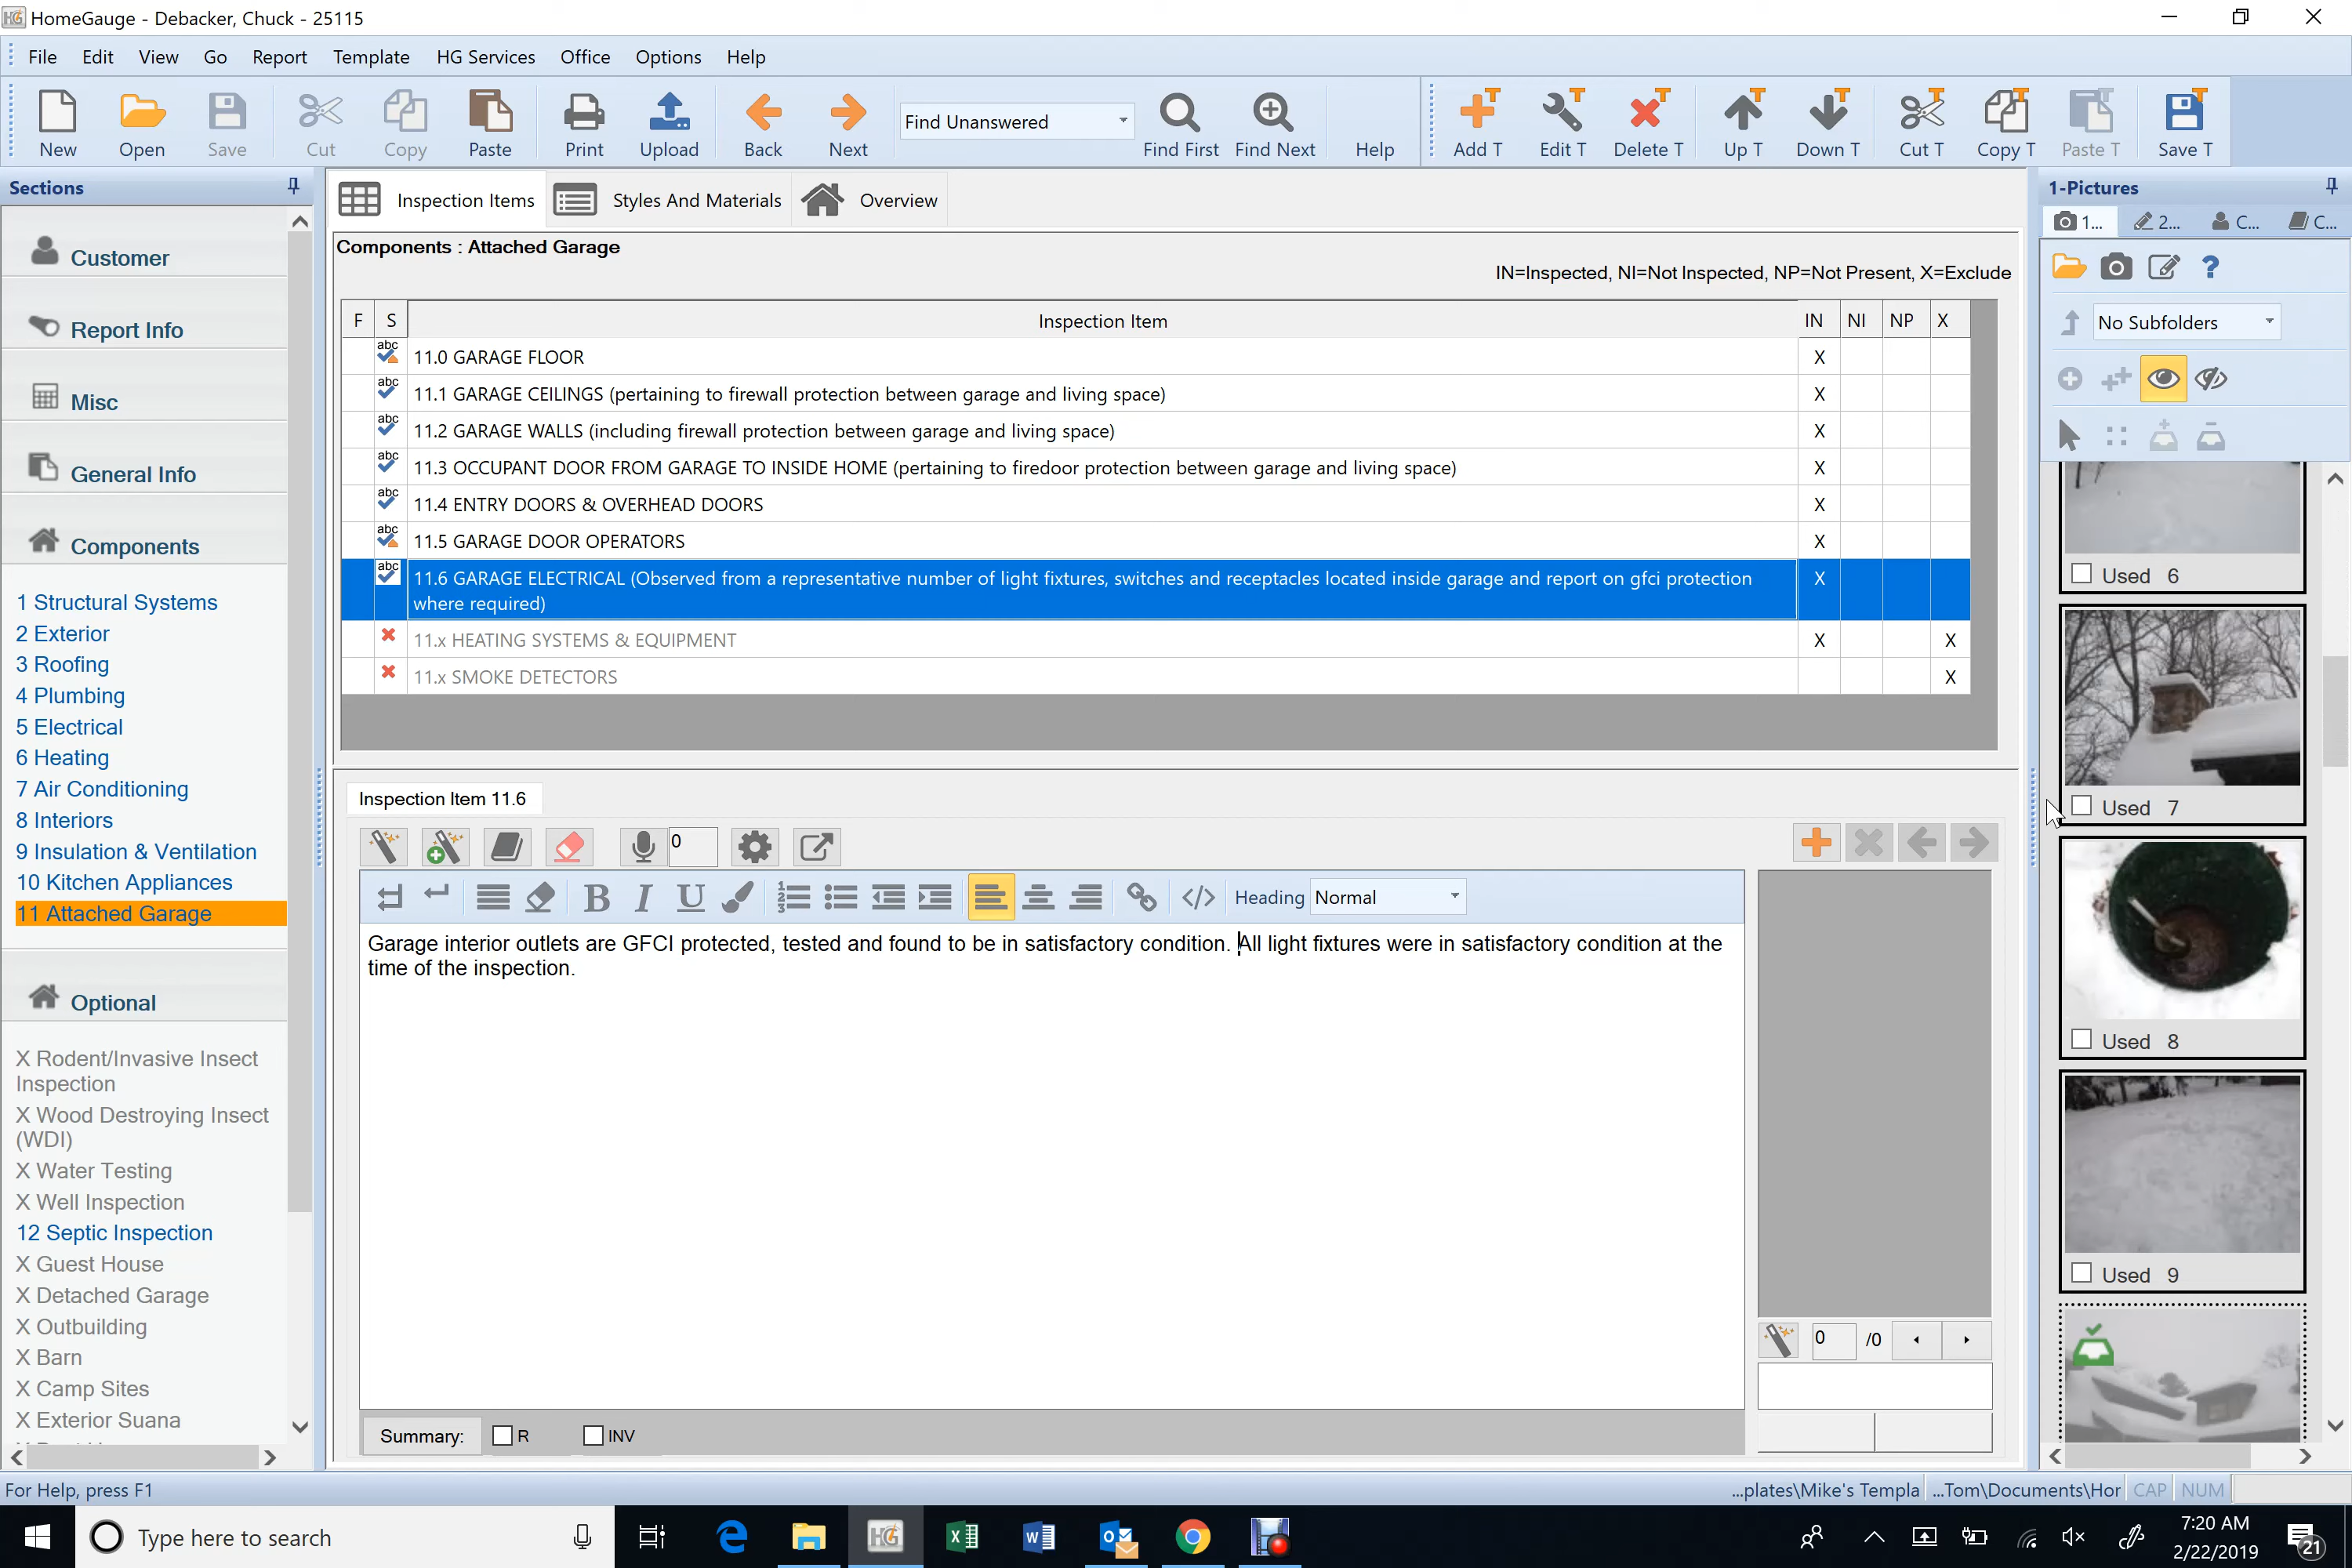 HomeGauge - Debacker, Chuck - 25115
File Edit View Go Report Template HG Services Office Options Help
New Open Save Cut Copy Paste Print Upload Back Next Find Unanswered Find First Find Next Help Add T Edit T Delete T Up T Down T Cut T Copy T Paste T Save T
Sections
Customer
Report Info
Misc
General Info
Components
1 Structural Systems
2 Exterior
3 Roofing
4 Plumbing
5 Electrical
6 Heating
7 Air Conditioning
8 Interiors
9 Insulation & Ventilation
10 Kitchen Appliances
11 Attached Garage
Optional
X Rodent/Invasive Insect
Inspection
X Wood Destroying Insect
(WDI)
X Water Testing
X Well Inspection
12 Septic Inspection
X Guest House
X Detached Garage
X Outbuilding
X Barn
X Camp Sites
X Exterior Suana
Inspection Items Styles And Materials Overview
Components : Attached Garage
IN=Inspected, NI=Not Inspected, NP=Not Present, X=Exclude
F S Inspection Item IN NI NP X
abc 11.0 GARAGE FLOOR X
abc 11.1 GARAGE CEILINGS (pertaining to firewall protection between garage and living space) X
abc 11.2 GARAGE WALLS (including firewall protection between garage and living space) X
abc 11.3 OCCUPANT DOOR FROM GARAGE TO INSIDE HOME (pertaining to firedoor protection between garage and living space) X
abc 11.4 ENTRY DOORS & OVERHEAD DOORS X
abc 11.5 GARAGE DOOR OPERATORS X
abc 11.6 GARAGE ELECTRICAL (Observed from a representative number of light fixtures, switches and receptacles located inside garage and report on gfci protection X
where required)
11.x HEATING SYSTEMS & EQUIPMENT X X
11.x SMOKE DETECTORS X
Inspection Item 11.6
0
B I U Heading Normal
Garage interior outlets are GFCI protected, tested and found to be in satisfactory condition. All light fixtures were in satisfactory condition at the
time of the inspection.
0 /0
Summary: R INV
1-Pictures
1... 2... C... C...
No Subfolders
Used 6
Used 7
Used 8
Used 9
For Help, press F1
...plates\Mike's Templa ...Tom\Documents\Hor CAP NUM
Type here to search
HG
7:20 AM
2/22/2019
21